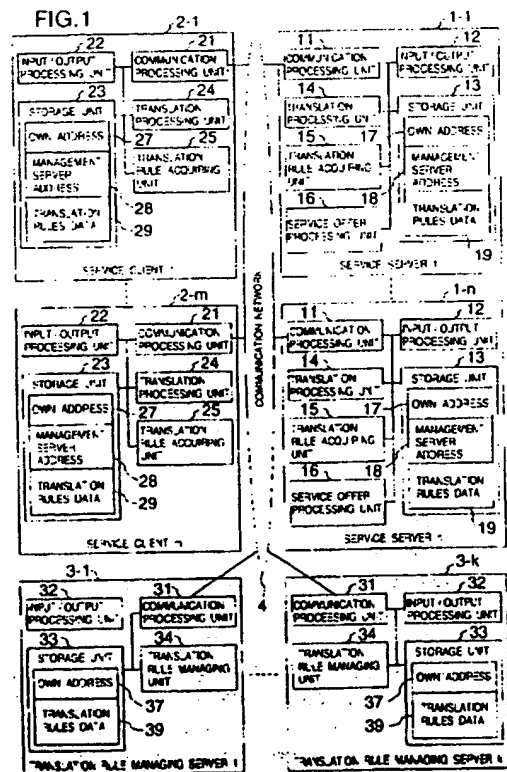 FIG.1
2-1
22
21
INPUT/OUTPUT PROCESSING UNIT
COMMUNICATION PROCESSING UNIT
23
24
STORAGE UNIT
TRANSLATION PROCESSING UNIT
OWN ADDRESS
27
25
MANAGEMENT SERVER ADDRESS
TRANSLATION RULE ACQUIRING UNIT
28
TRANSLATION RULES DATA
29
SERVICE CLIENT
1-1
11
12
COMMUNICATION PROCESSING UNIT
INPUT/OUTPUT PROCESSING UNIT
14
13
TRANSLATION PROCESSING UNIT
STORAGE UNIT
15
17
OWN ADDRESS
TRANSLATION RULE ACQUIRING UNIT
MANAGEMENT SERVER ADDRESS
16
18
SERVICE OFFER PROCESSING UNIT
TRANSLATION RULES DATA
19
SERVICE SERVER
COMMUNICATION NETWORK
4
2-m
22
21
INPUT/OUTPUT PROCESSING UNIT
COMMUNICATION PROCESSING UNIT
23
24
STORAGE UNIT
TRANSLATION PROCESSING UNIT
OWN ADDRESS
27
25
MANAGEMENT SERVER ADDRESS
TRANSLATION RULE ACQUIRING UNIT
28
TRANSLATION RULES DATA
29
SERVICE CLIENT
1-n
11
12
COMMUNICATION PROCESSING UNIT
INPUT/OUTPUT PROCESSING UNIT
14
13
TRANSLATION PROCESSING UNIT
STORAGE UNIT
15
17
OWN ADDRESS
TRANSLATION RULE ACQUIRING UNIT
MANAGEMENT SERVER ADDRESS
16
18
SERVICE OFFER PROCESSING UNIT
TRANSLATION RULES DATA
19
SERVICE SERVER
3-1
32
31
INPUT/OUTPUT PROCESSING UNIT
COMMUNICATION PROCESSING UNIT
33
34
STORAGE UNIT
TRANSLATION RULE MANAGING UNIT
OWN ADDRESS
37
TRANSLATION RULES DATA
39
TRANSLATION RULE MANAGING SERVER
3-k
31
32
COMMUNICATION PROCESSING UNIT
INPUT/OUTPUT PROCESSING UNIT
34
33
TRANSLATION RULE MANAGING UNIT
STORAGE UNIT
37
OWN ADDRESS
39
TRANSLATION RULES DATA
TRANSLATION RULE MANAGING SERVER